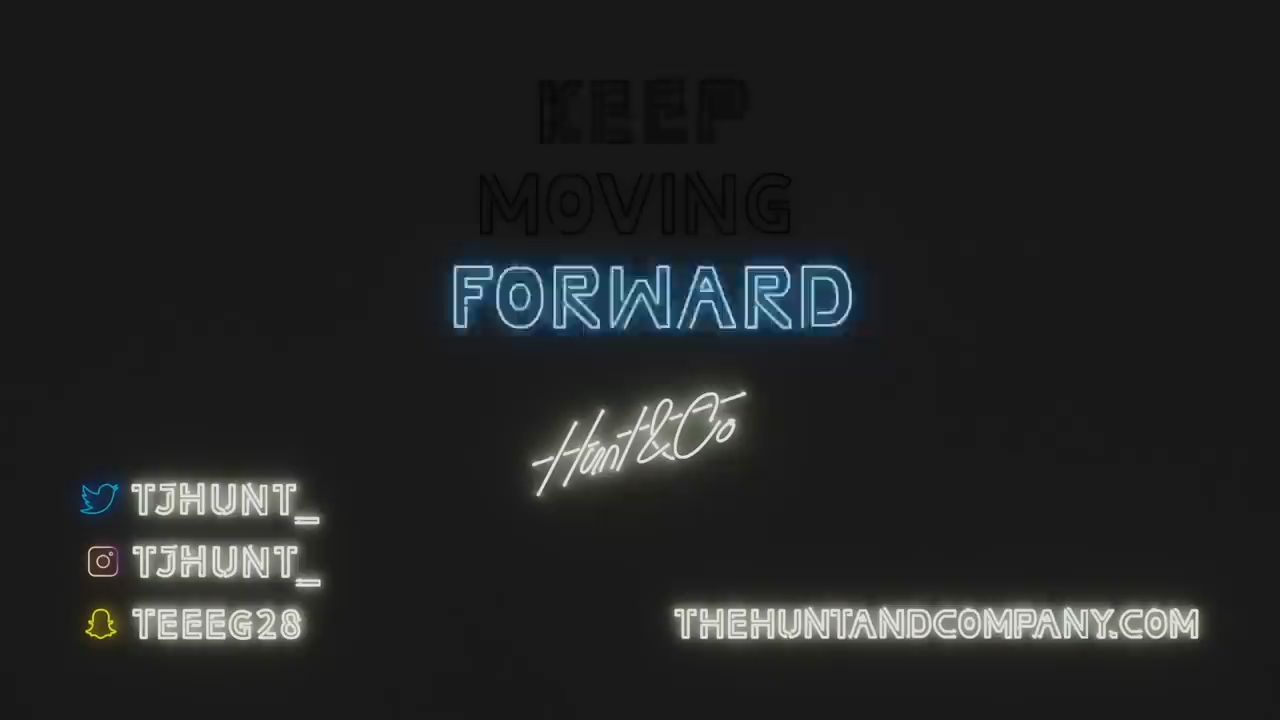 KEEP
MOVING
FORWARD
Hunt&Co
TJHUNT_
TJHUNT_
TEEEG28
THEHUNTANDCOMPANY.COM